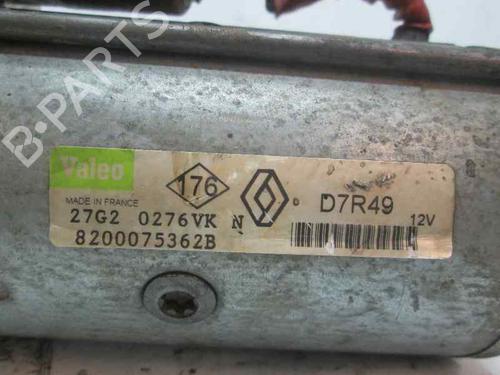 B-PARTS
Valeo
176
D7R49
MADE IN FRANCE
27G2 0276VK N
12V
8200075362B